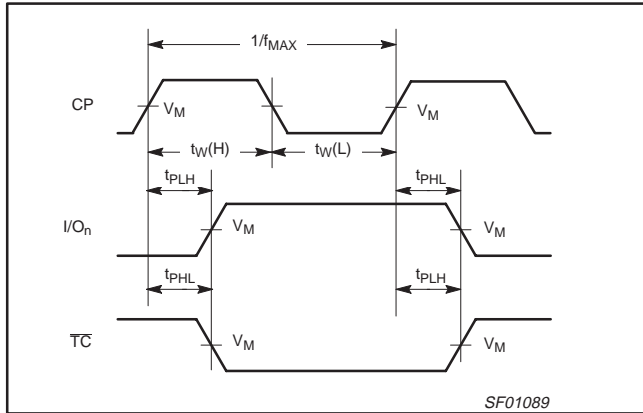 1/fMAX
CP
VM
VM
tW(H)
tW(L)
tPLH
tPHL
I/On
VM
VM
tPHL
tPLH
TC
VM
VM
SF01089